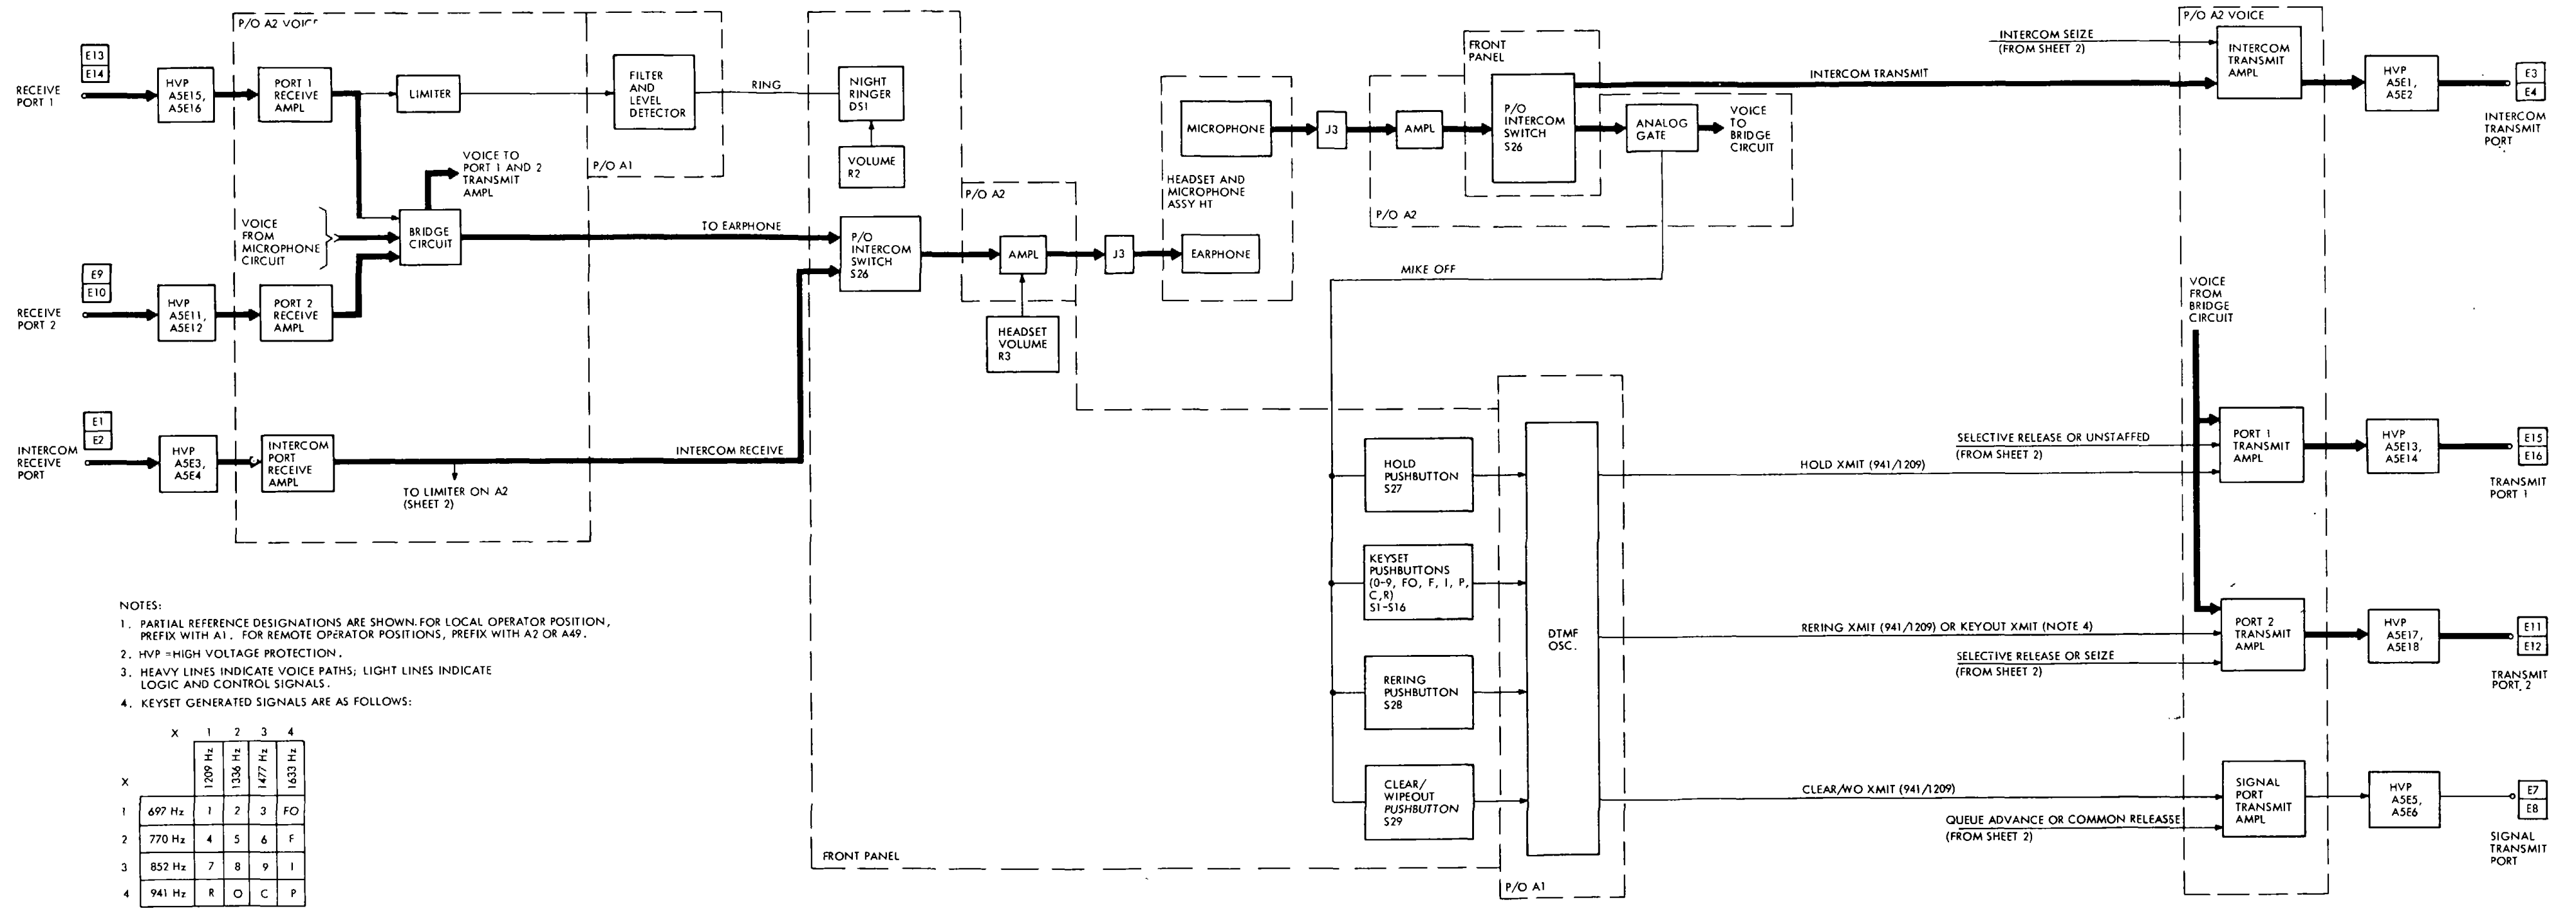 P/O A2 VOICE
E13
E14
RECEIVE
PORT 1
HVP
A5E15,
A5E16
PORT 1
RECEIVE
AMPL
LIMITER
FILTER
AND
LEVEL
DETECTOR
P/O A1
RING
NIGHT
RINGER
DS1
VOLUME
R2
VOICE TO
PORT 1 AND 2
TRANSMIT
AMPL
VOICE
FROM
MICROPHONE
CIRCUIT
BRIDGE
CIRCUIT
TO EARPHONE
E9
E10
RECEIVE
PORT 2
HVP
A5E11,
A5E12
PORT 2
RECEIVE
AMPL
P/O
INTERCOM
SWITCH
S26
P/O A2
AMPL
HEADSET
VOLUME
R3
J3
E1
E2
INTERCOM
RECEIVE
PORT
HVP
A5E3,
A5E4
INTERCOM
PORT
RECEIVE
AMPL
TO LIMITER ON A2
(SHEET 2)
INTERCOM RECEIVE
FRONT PANEL
MICROPHONE
HEADSET AND
MICROPHONE
ASSY HT
EARPHONE
J3
AMPL
P/O A2
FRONT
PANEL
P/O
INTERCOM
SWITCH
S26
ANALOG
GATE
VOICE
TO
BRIDGE
CIRCUIT
INTERCOM TRANSMIT
MIKE OFF
HOLD
PUSHBUTTON
S27
KEYSET
PUSHBUTTONS
(0-9, FO, F, I, P,
C,R)
S1-S16
RERING
PUSHBUTTON
S28
CLEAR/
WIPEOUT
PUSHBUTTON
S29
DTMF
OSC.
P/O A1
P/O A2 VOICE
INTERCOM SEIZE
(FROM SHEET 2)
INTERCOM
TRANSMIT
AMPL
HVP
A5E1,
A5E2
E3
E4
INTERCOM
TRANSMIT
PORT
VOICE
FROM
BRIDGE
CIRCUIT
SELECTIVE RELEASE OR UNSTAFFED
(FROM SHEET 2)
HOLD XMIT (941/1209)
PORT 1
TRANSMIT
AMPL
HVP
A5E13,
A5E14
E15
E16
TRANSMIT
PORT 1
RERING XMIT (941/1209) OR KEYOUT XMIT (NOTE 4)
SELECTIVE RELEASE OR SEIZE
(FROM SHEET 2)
PORT 2
TRANSMIT
AMPL
HVP
A5E17,
A5E18
E11
E12
TRANSMIT
PORT 2
CLEAR/WO XMIT (941/1209)
QUEUE ADVANCE OR COMMON RELEASSE
(FROM SHEET 2)
SIGNAL
PORT
TRANSMIT
AMPL
HVP
A5E5,
A5E6
E7
E8
SIGNAL
TRANSMIT
PORT
NOTES:
1. PARTIAL REFERENCE DESIGNATIONS ARE SHOWN. FOR LOCAL OPERATOR POSITION,
PREFIX WITH A1. FOR REMOTE OPERATOR POSITIONS, PREFIX WITH A2 OR A49.
2. HVP =HIGH VOLTAGE PROTECTION.
3. HEAVY LINES INDICATE VOICE PATHS; LIGHT LINES INDICATE
LOGIC AND CONTROL SIGNALS.
4. KEYSET GENERATED SIGNALS ARE AS FOLLOWS:
X 1 2 3 4
X 1209 Hz 1336 Hz 1477 Hz 1633 Hz
1 697 Hz 1 2 3 FO
2 770 Hz 4 5 6 F
3 852 Hz 7 8 9 I
4 941 Hz R O C P